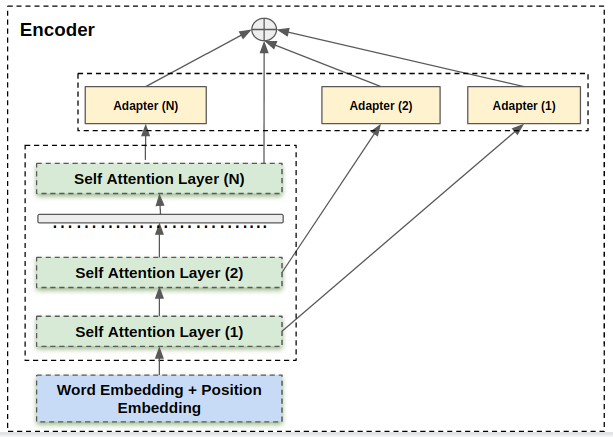 Encoder
Adapter (N)
Adapter (2)
Adapter (1)
Self Attention Layer (N)
Self Attention Layer (2)
Self Attention Layer (1)
Word Embedding + Position
Embedding